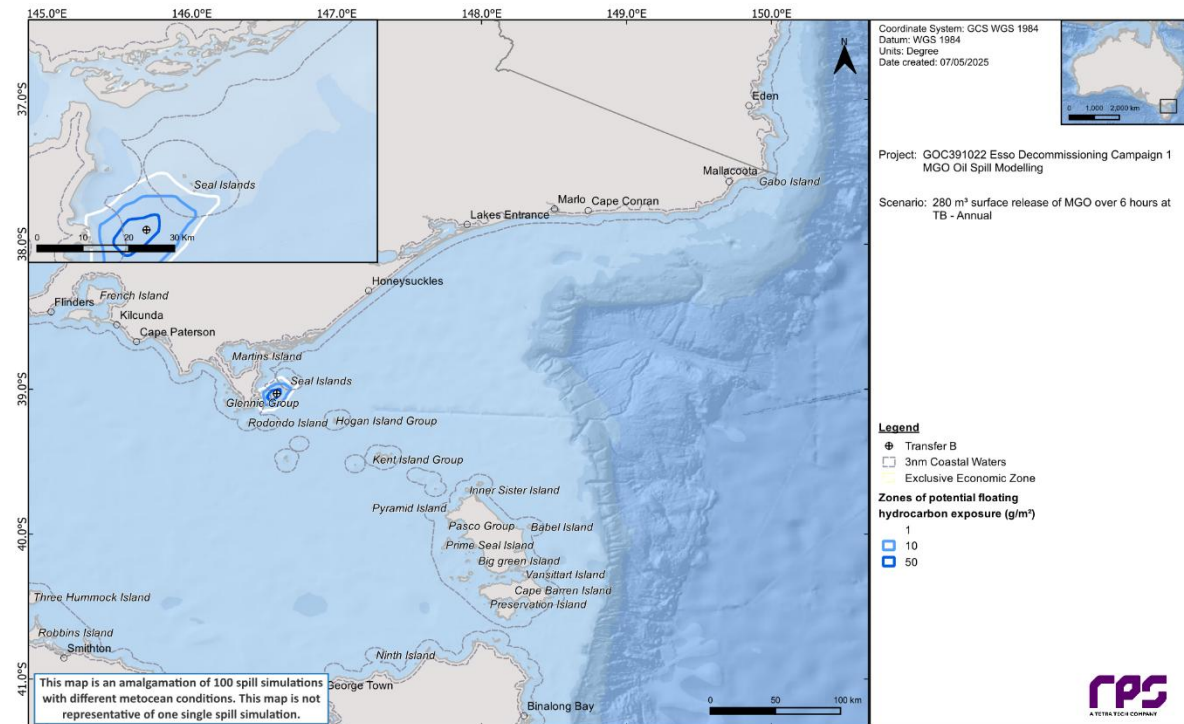 145.0°E
146.0°E
147.0°E
148.0°E
149.0°E
150.0°E
37.0°S
38.0°S
39.0°S
40.0°S
41.0°S
Seal Islands
0 10 20 30 Km
N
Eden
Mallacoota
Gabo Island
Marlo
Cape Conran
Lakes Entrance
Honeysuckles
French Island
Flinders
Kilcunda
Cape Paterson
Martins Island
Seal Islands
Glennie Group
Rodondo Island
Hogan Island Group
Kent Island Group
Inner Sister Island
Pyramid Island
Pasco Group
Babel Island
Prime Seal Island
Big green Island
Vansittart Island
Cape Barren Island
Preservation Island
Three Hummock Island
Robbins Island
Smithton
Ninth Island
George Town
Binalong Bay
This map is an amalgamation of 100 spill simulations
with different metocean conditions. This map is not
representative of one single spill simulation.
0 50 100 km
Coordinate System: GCS WGS 1984
Datum: WGS 1984
Units: Degree
Date created: 07/05/2025
0 1,000 2,000 km
Project: GOC391022 Esso Decommissioning Campaign 1
MGO Oil Spill Modelling
Scenario: 280 m³ surface release of MGO over 6 hours at
TB - Annual
Legend
Transfer B
3nm Coastal Waters
Exclusive Economic Zone
Zones of potential floating
hydrocarbon exposure (g/m²)
1
10
50
rps
A TETRA TECH COMPANY